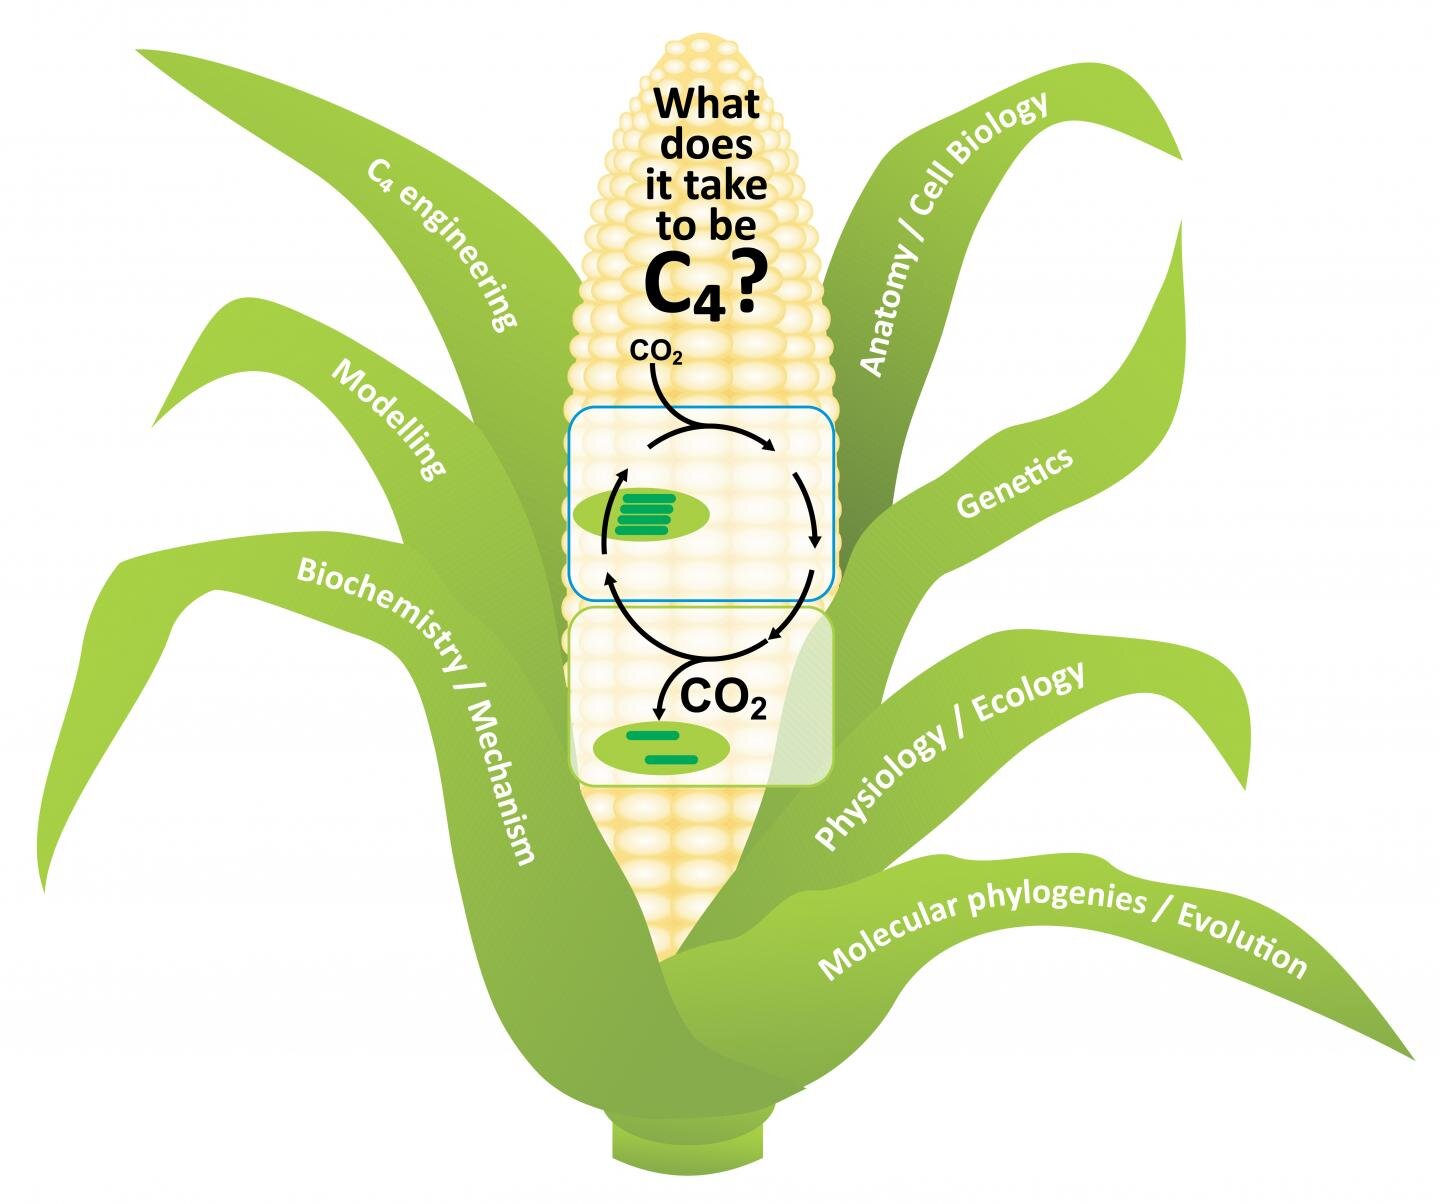 What
does
it take
to be
C₄?
CO₂
CO₂
C₄ engineering
Modelling
Biochemistry / Mechanism
Anatomy / Cell Biology
Genetics
Physiology / Ecology
Molecular phylogenies / Evolution